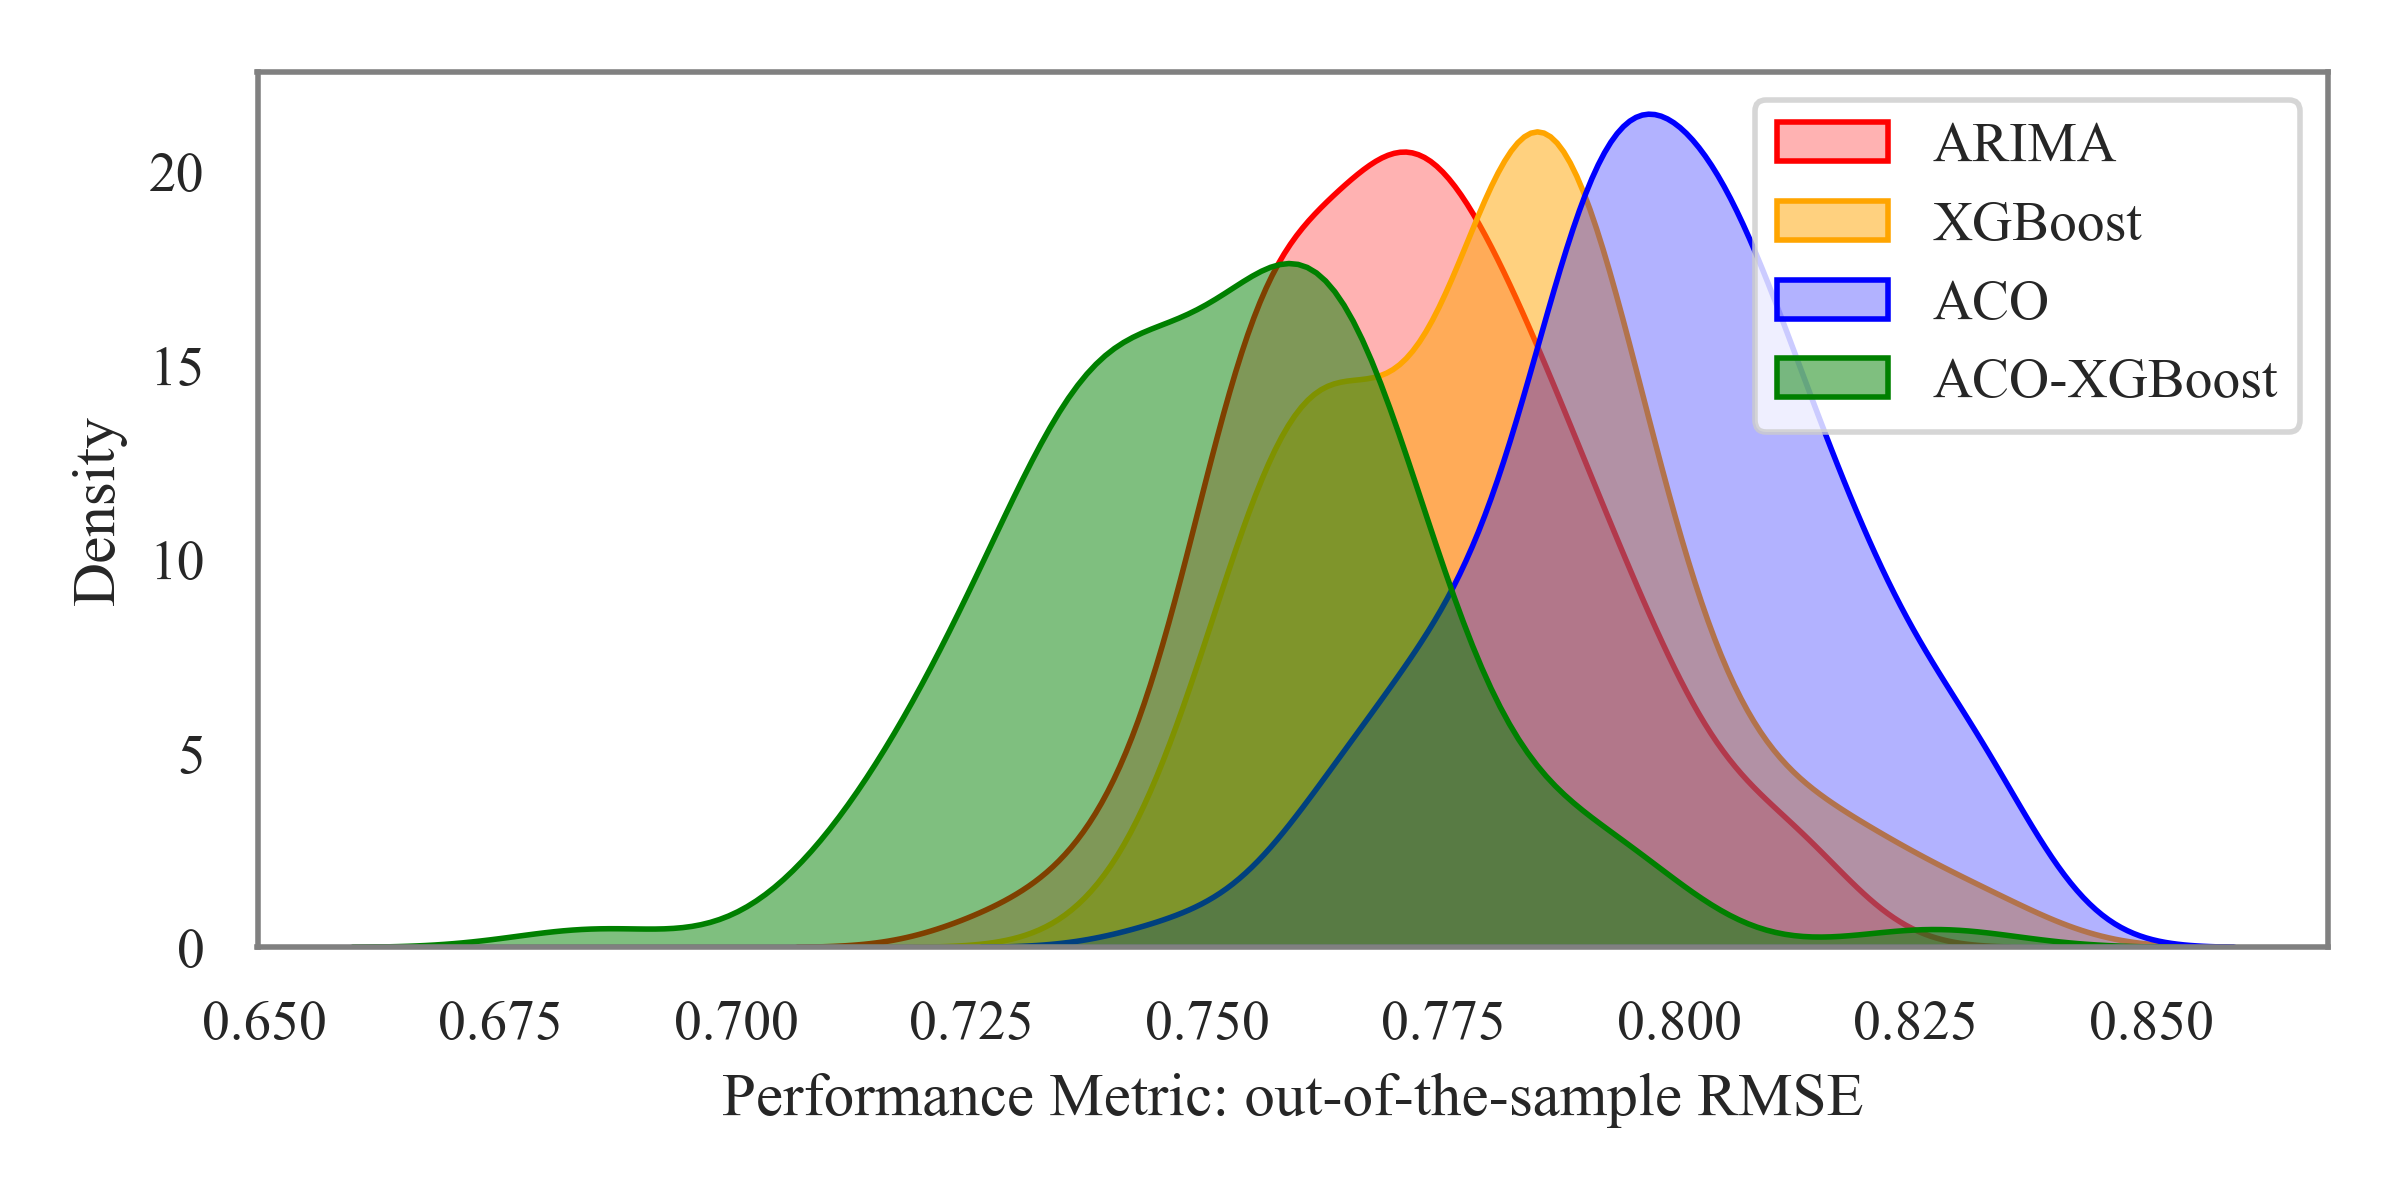 ARIMA
XGBoost
ACO
ACO-XGBoost
Density
20
15
10
5
0
0.650 0.675 0.700 0.725 0.750 0.775 0.800 0.825 0.850
Performance Metric: out-of-the-sample RMSE